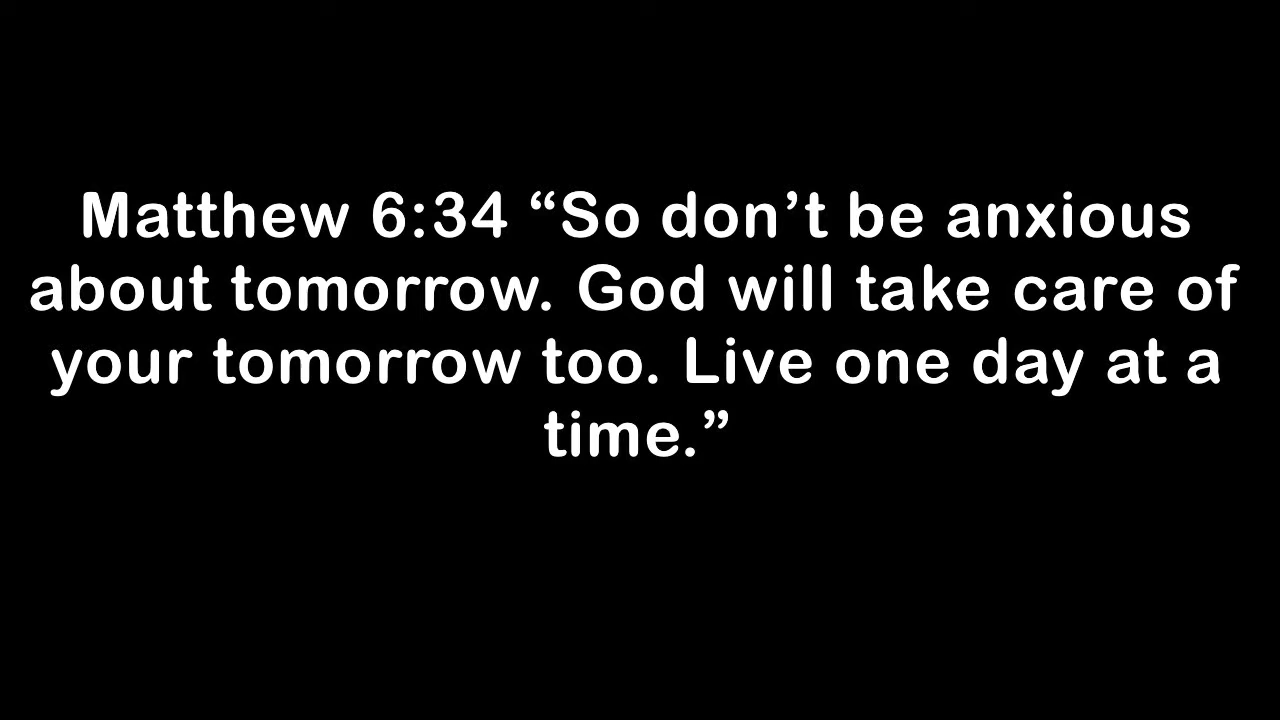 Matthew 6:34 “So don’t be anxious
about tomorrow. God will take care of
your tomorrow too. Live one day at a
time.”